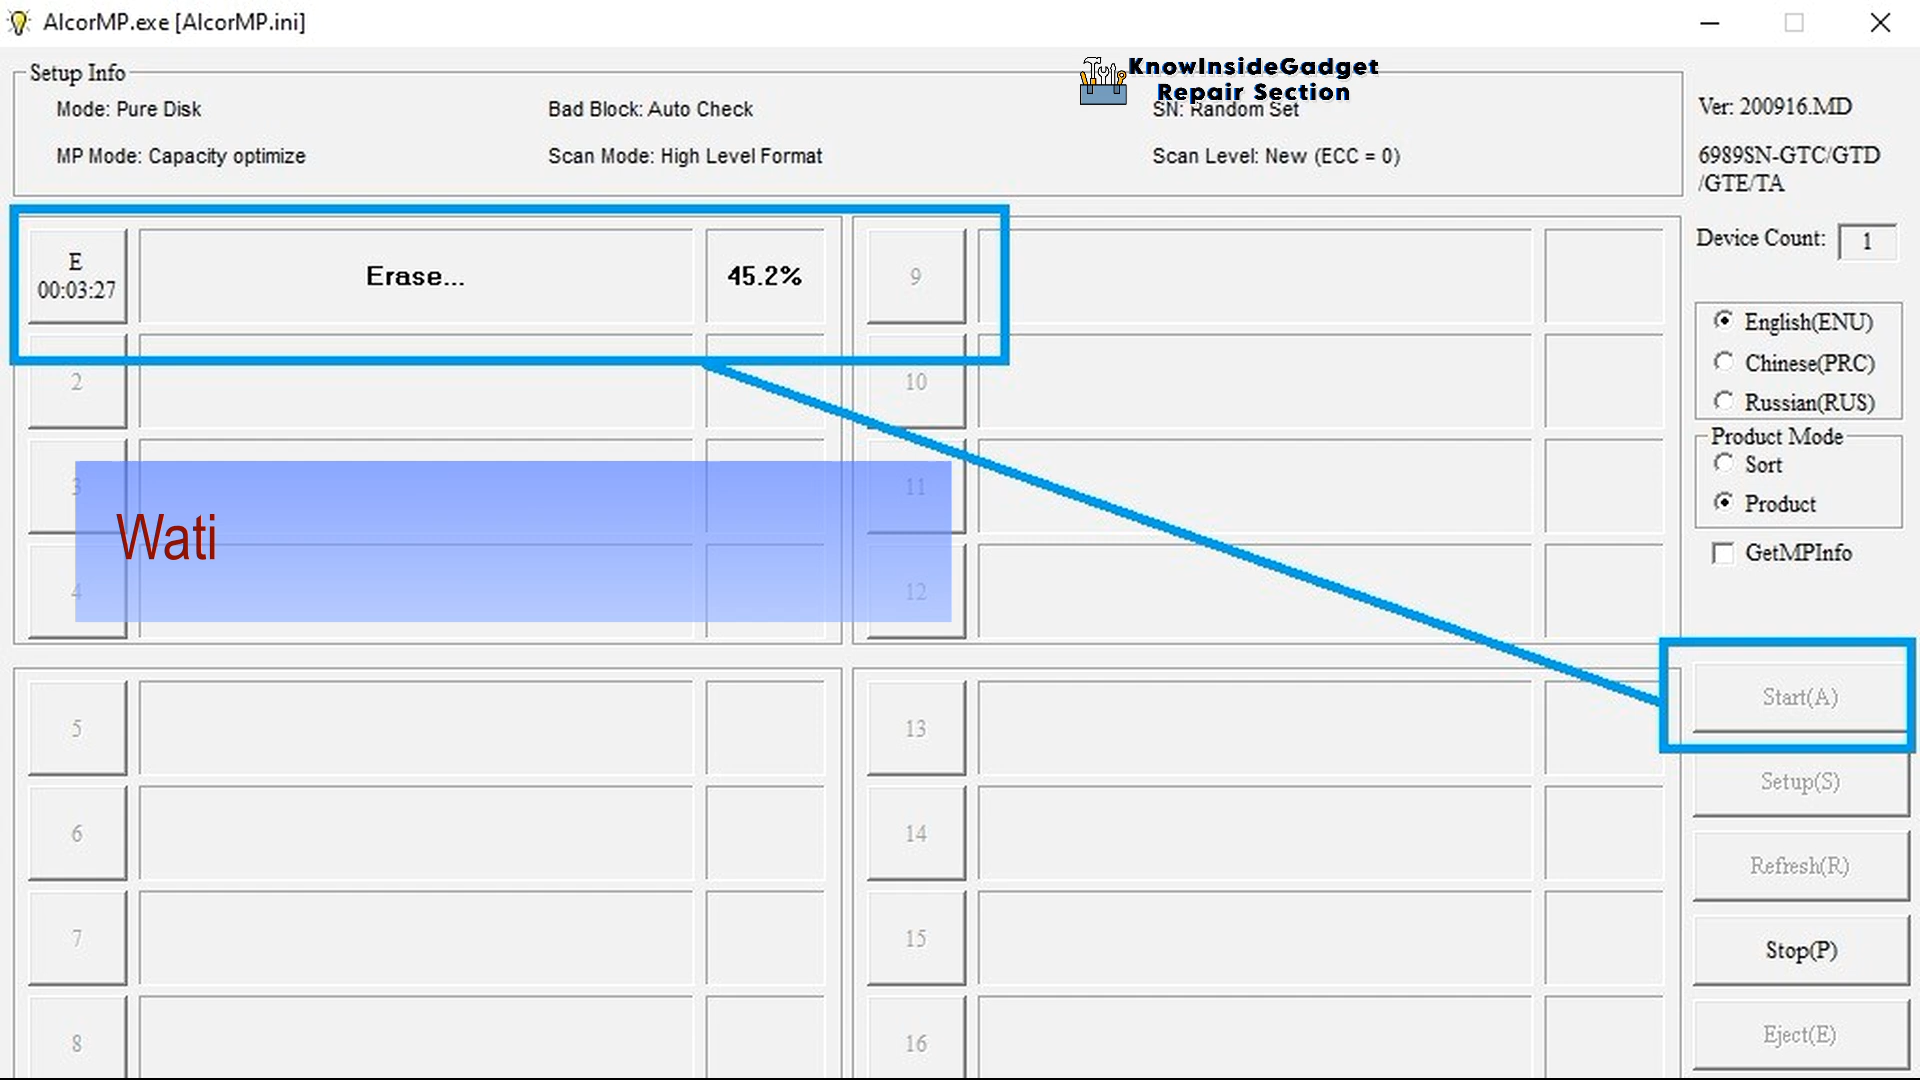 AlcorMP.exe [AlcorMP.ini]
Setup Info
KnowInsideGadget
Repair Section
Mode: Pure Disk
Bad Block: Auto Check
SN: Random Set
MP Mode: Capacity optimize
Scan Mode: High Level Format
Scan Level: New (ECC = 0)
Ver: 200916.MD
6989SN-GTC/GTD
/GTE/TA
Device Count: 1
E
00:03:27
Erase...
45.2%
2
3
4
Wati
5
6
7
8
9
10
11
12
13
14
15
16
English(ENU)
Chinese(PRC)
Russian(RUS)
Product Mode
Sort
Product
GetMPInfo
Start(A)
Setup(S)
Refresh(R)
Stop(P)
Eject(E)